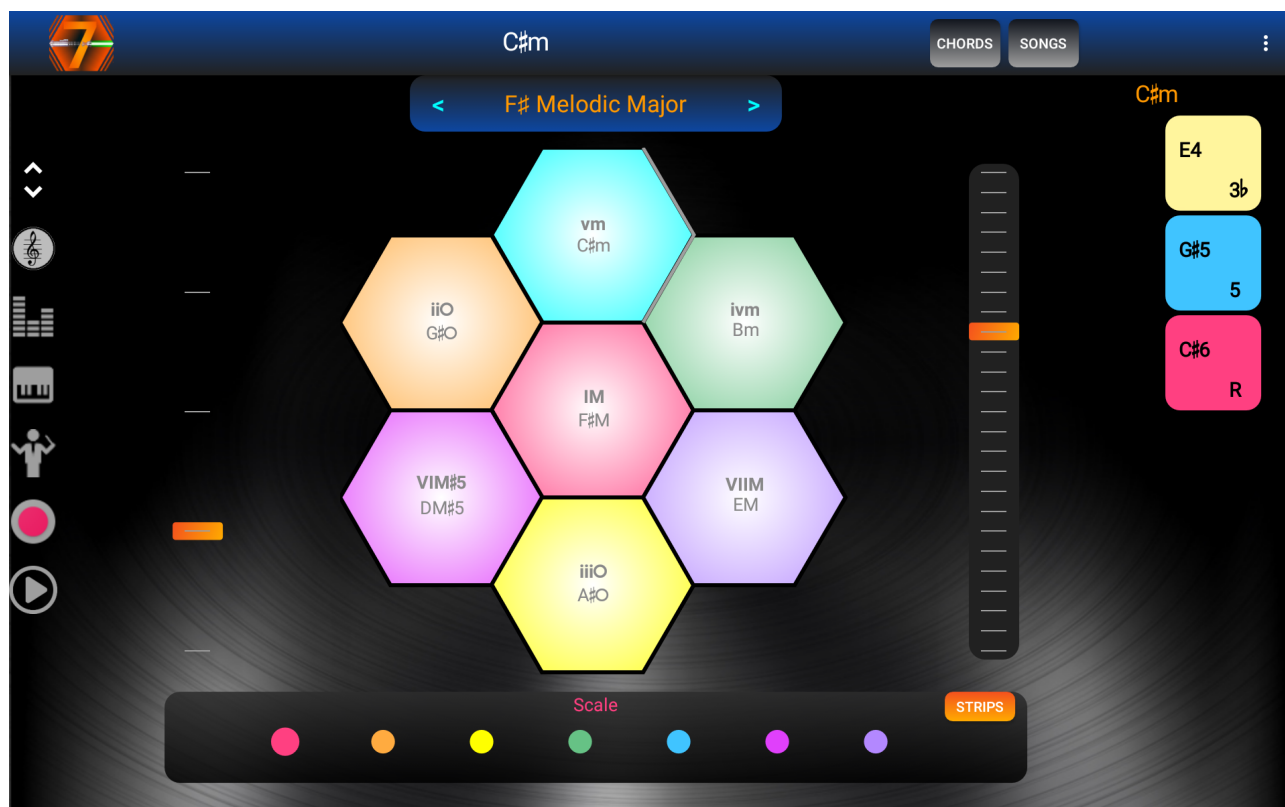 7
C♯m
CHORDS
SONGS
< F♯ Melodic Major >
C♯m
E4
3♭
G♯5
5
C♯6
R
vm
C♯m
iiO
G♯O
ivm
Bm
IM
F♯M
VIM♯5
DM♯5
VIIM
EM
iiiO
A♯O
Scale
STRIPS